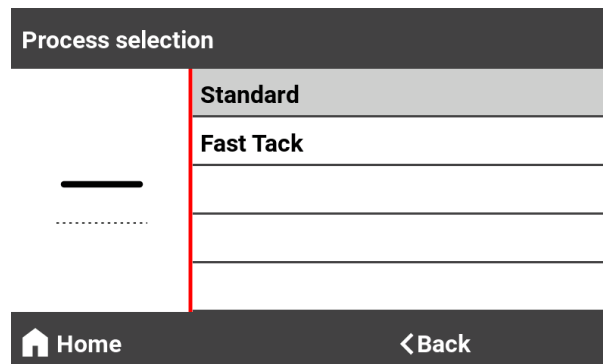 Process selection
Standard
Fast Tack
Home
Back